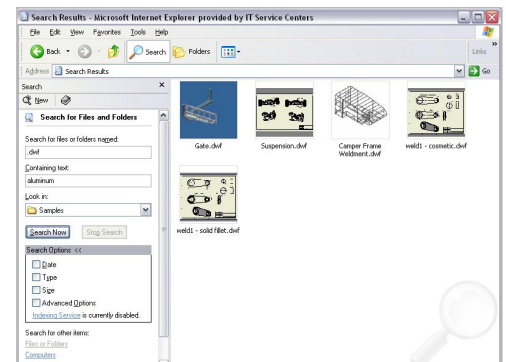 Search Results - Microsoft Internet Explorer provided by IT Service Centers
File Edit View Favorites Tools Help
Back Search Folders Links
Address Search Results Go
Search
New
Search for Files and Folders
Search for files or folders named:
.dwf
Containing text:
aluminum
Look in:
Samples
Search Now Stop Search
Search Options <<
Date
Type
Size
Advanced Options
Indexing Service is currently disabled.
Search for other items:
Files or Folders
Computers
Gate.dwf Suspension.dwf Camper Frame Weldment.dwf weld1 - cosmetic.dwf
weld1 - solid fillet.dwf